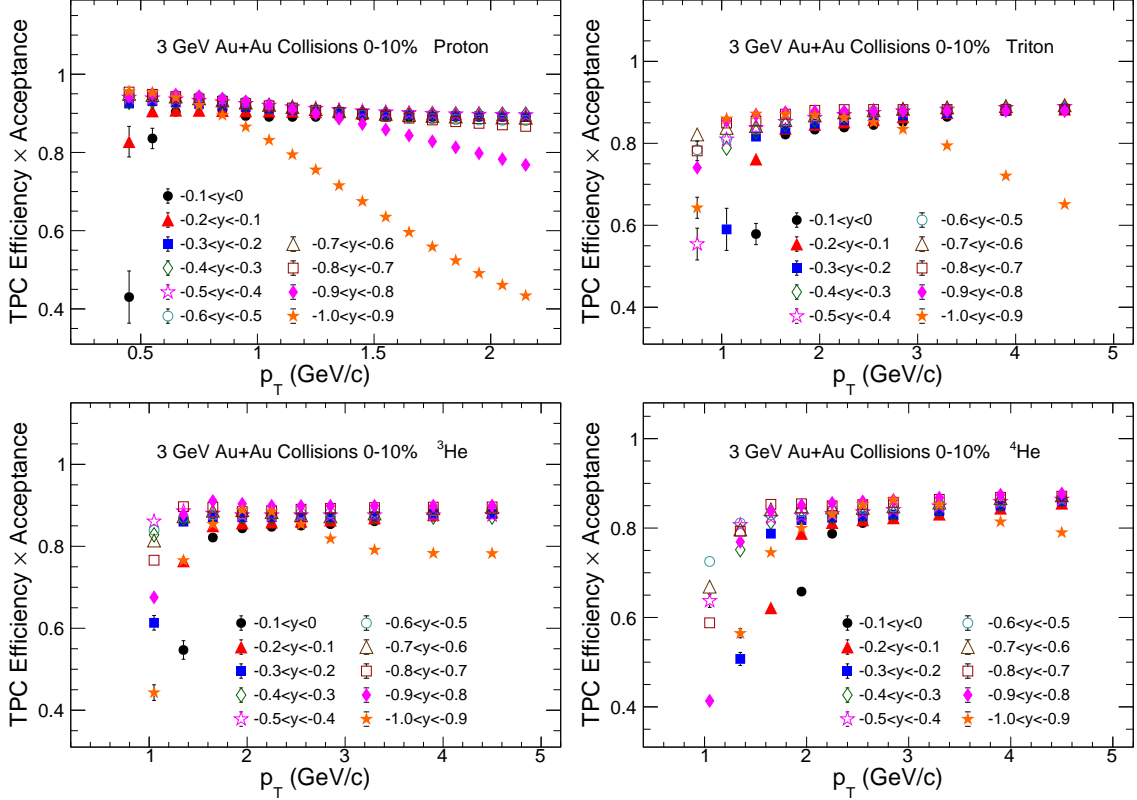 3 GeV Au+Au Collisions 0-10% Proton
TPC Efficiency × Acceptance
1
0.8
0.6
0.4
-0.1<y<0
-0.2<y<-0.1
-0.3<y<-0.2
-0.4<y<-0.3
-0.5<y<-0.4
-0.6<y<-0.5
-0.7<y<-0.6
-0.8<y<-0.7
-0.9<y<-0.8
-1.0<y<-0.9
0.5 1 1.5 2
p_T (GeV/c)
3 GeV Au+Au Collisions 0-10% Triton
TPC Efficiency × Acceptance
1
0.8
0.6
0.4
-0.1<y<0
-0.2<y<-0.1
-0.3<y<-0.2
-0.4<y<-0.3
-0.5<y<-0.4
-0.6<y<-0.5
-0.7<y<-0.6
-0.8<y<-0.7
-0.9<y<-0.8
-1.0<y<-0.9
1 2 3 4 5
p_T (GeV/c)
3 GeV Au+Au Collisions 0-10% ³He
TPC Efficiency × Acceptance
1
0.8
0.6
0.4
-0.1<y<0
-0.2<y<-0.1
-0.3<y<-0.2
-0.4<y<-0.3
-0.5<y<-0.4
-0.6<y<-0.5
-0.7<y<-0.6
-0.8<y<-0.7
-0.9<y<-0.8
-1.0<y<-0.9
1 2 3 4 5
p_T (GeV/c)
3 GeV Au+Au Collisions 0-10% ⁴He
TPC Efficiency × Acceptance
1
0.8
0.6
0.4
-0.1<y<0
-0.2<y<-0.1
-0.3<y<-0.2
-0.4<y<-0.3
-0.5<y<-0.4
-0.6<y<-0.5
-0.7<y<-0.6
-0.8<y<-0.7
-0.9<y<-0.8
-1.0<y<-0.9
1 2 3 4 5
p_T (GeV/c)